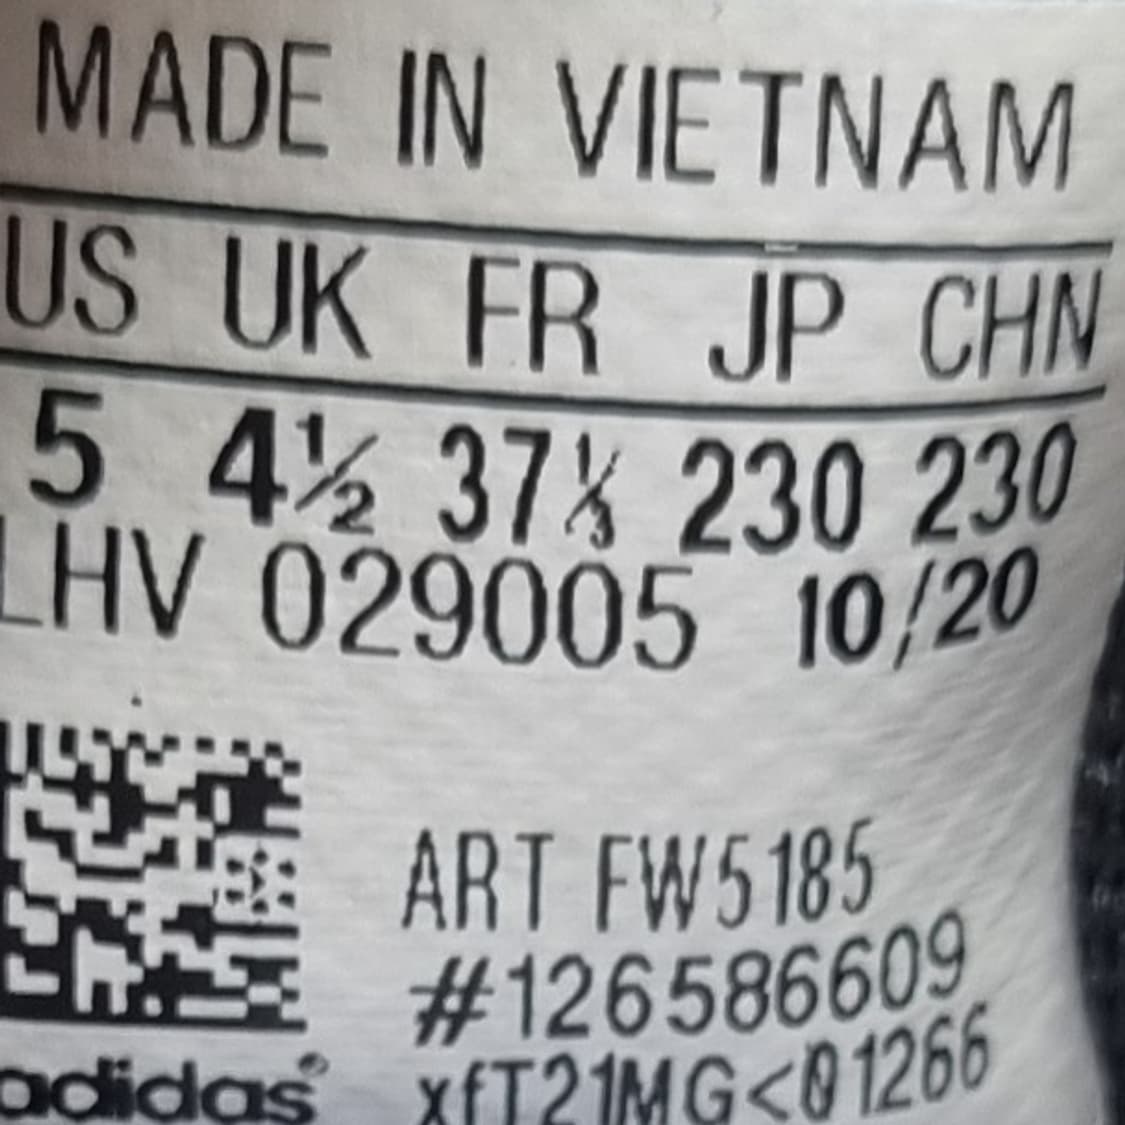 MADE IN VIETNAM
US UK FR JP CHN
5 4½ 37⅓ 230 230
LHV 029005 10/20
ART FW5185
#126586609
adidas® xfT21MG<01266